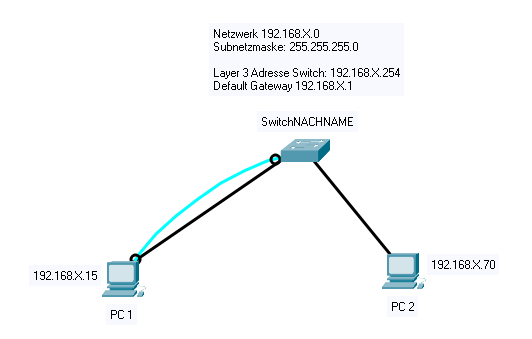 Netzwerk 192.168.X.0
Subnetzmaske: 255.255.255.0
Layer 3 Adresse Switch: 192.168.X.254
Default Gateway 192.168.X.1
SwitchNACHNAME
192.168.X.15
PC 1
192.168.X.70
PC 2